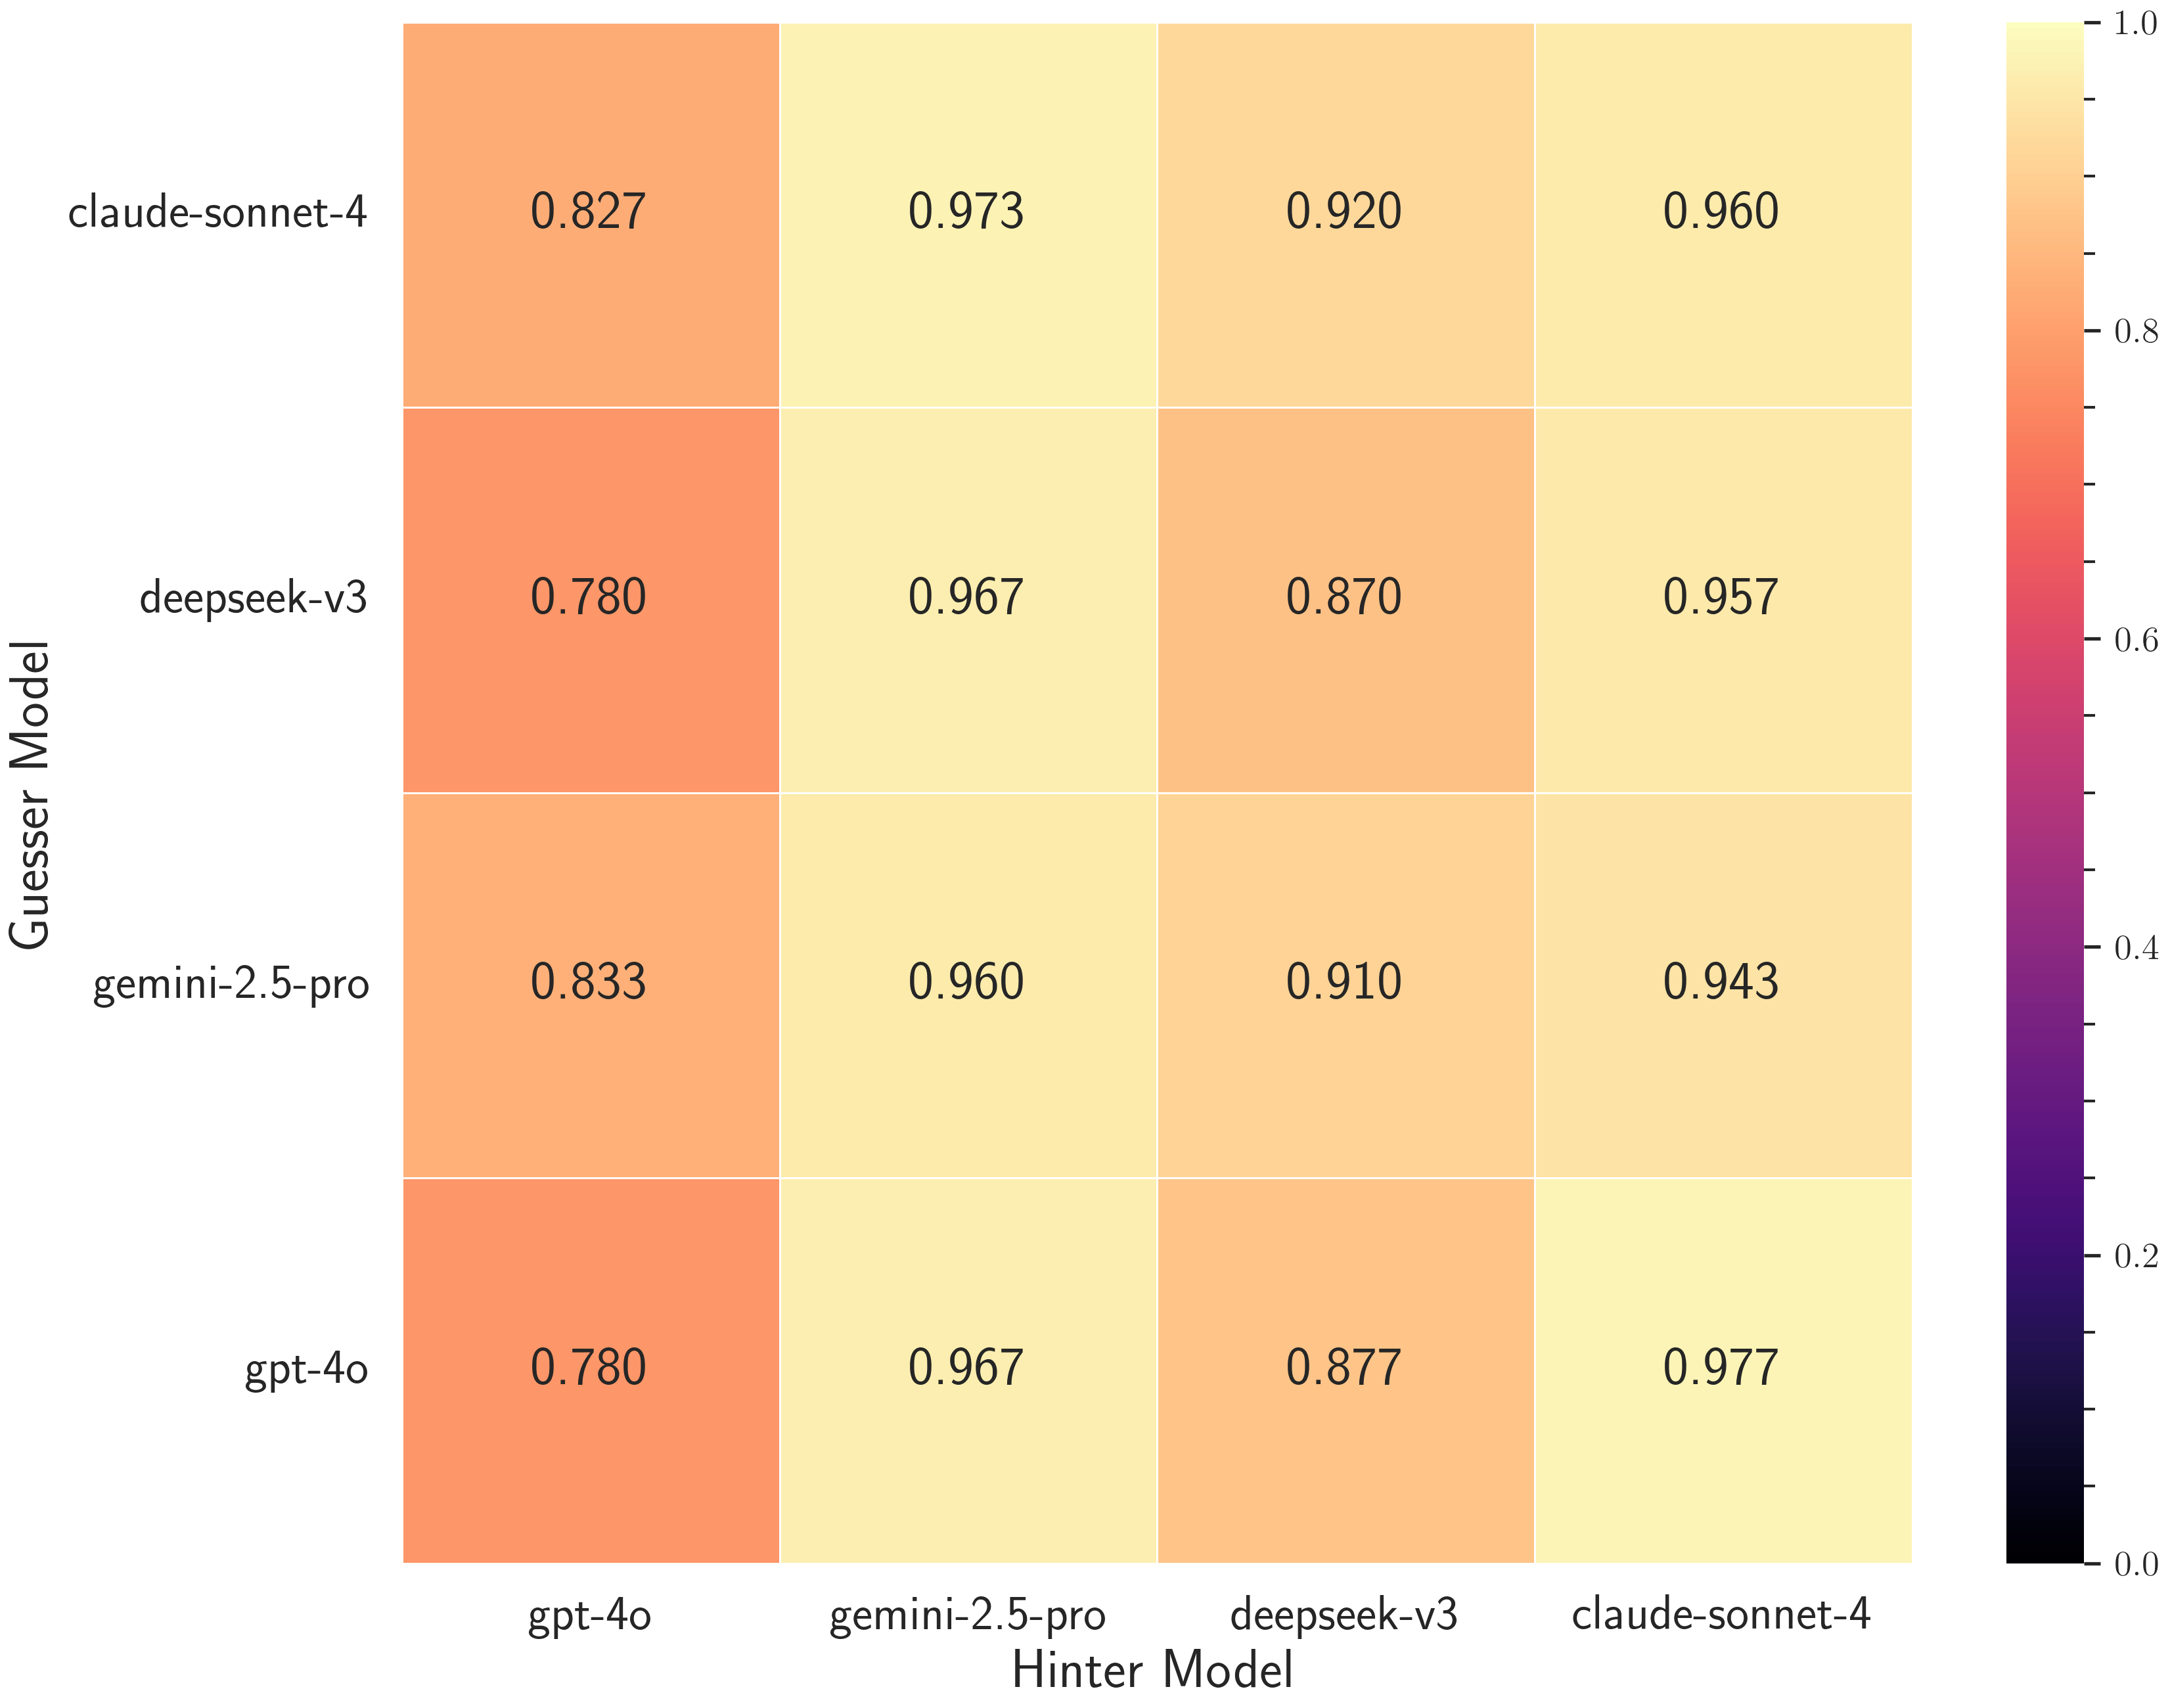 Guesser Model
claude-sonnet-4 0.827 0.973 0.920 0.960
deepseek-v3 0.780 0.967 0.870 0.957
gemini-2.5-pro 0.833 0.960 0.910 0.943
gpt-4o 0.780 0.967 0.877 0.977
gpt-4o gemini-2.5-pro deepseek-v3 claude-sonnet-4
Hinter Model
1.0
0.8
0.6
0.4
0.2
0.0